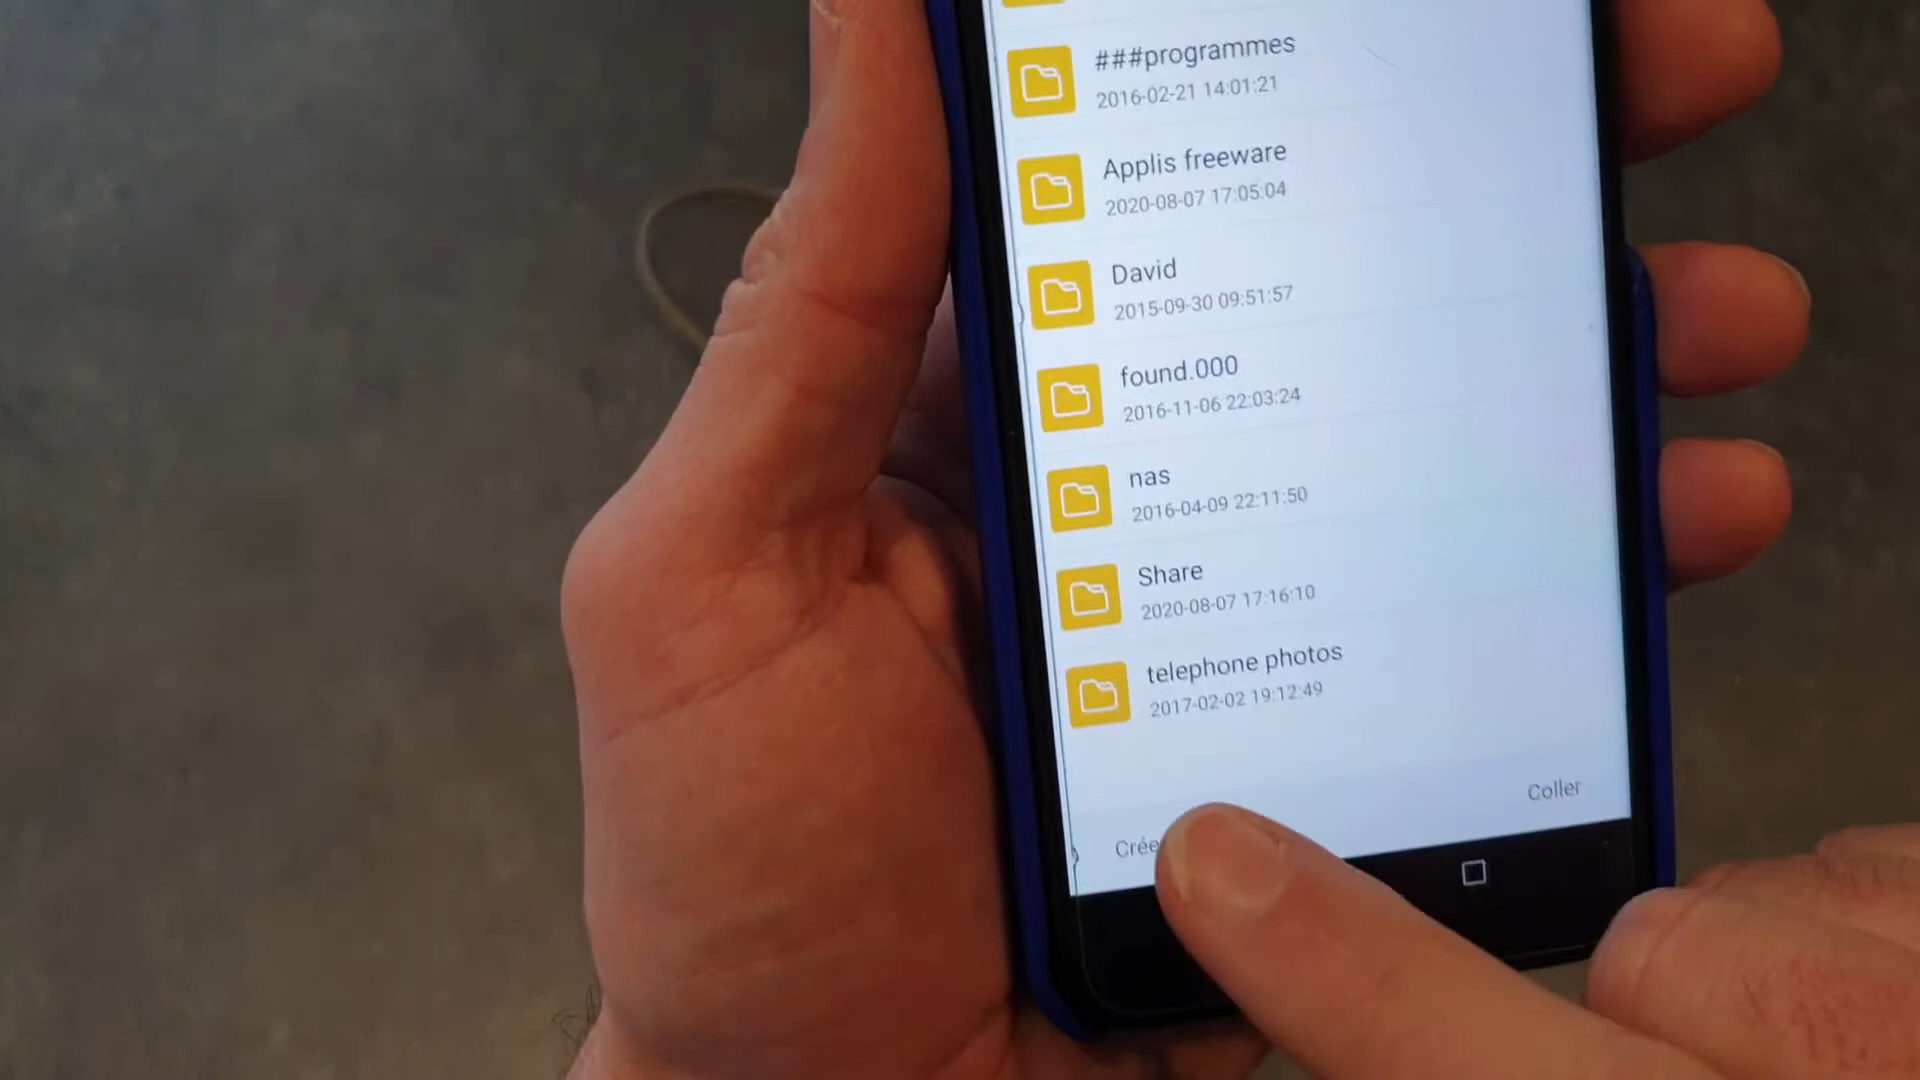 ###programmes
2016-02-21 14:01:21
Applis freeware
2020-08-07 17:05:04
David
2015-09-30 09:51:57
found.000
2016-11-06 22:03:24
nas
2016-04-09 22:11:50
Share
2020-08-07 17:16:10
telephone photos
2017-02-02 19:12:49
Coller